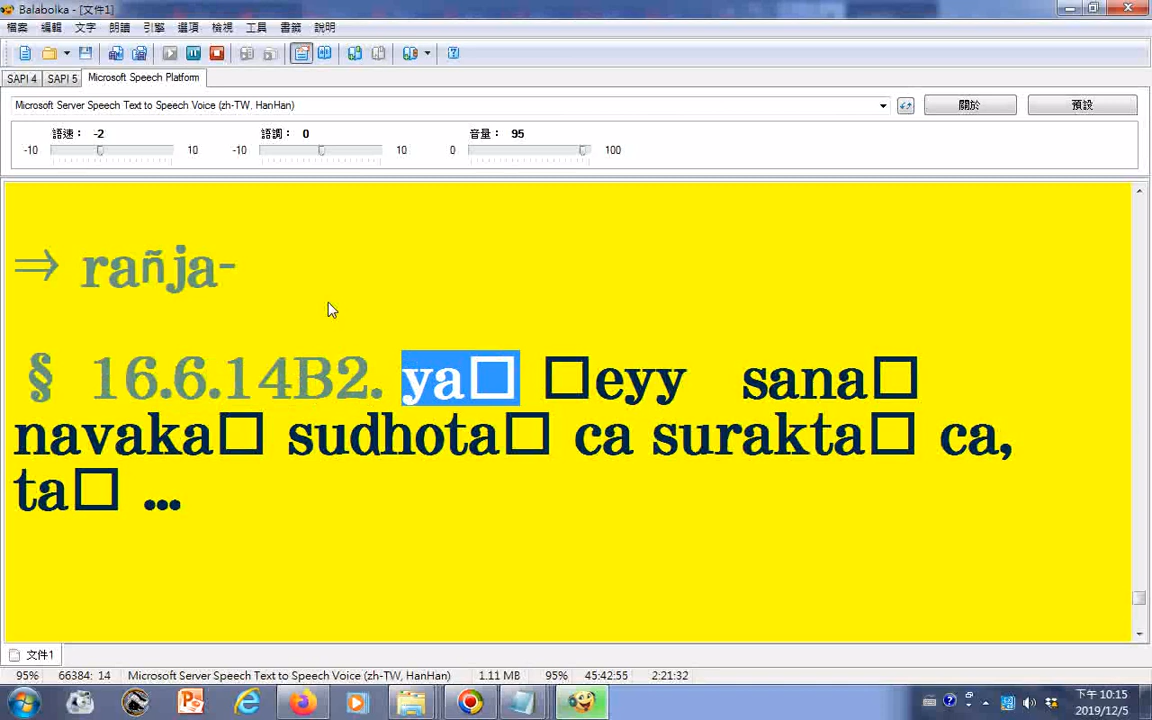 Balabolka - [文件1]
檔案 編輯 文字 朗讀 引擎 選項 檢視 工具 書籤 說明
SAPI 4 SAPI 5 Microsoft Speech Platform
Microsoft Server Speech Text to Speech Voice (zh-TW, HanHan) 關於 預設
語速： -2 語調： 0 音量： 95
-10 10 -10 10 0 100
⇒ rañja-
§ 16.6.14B2. ya□ □eyy sana□
navaka□ sudhota□ ca surakta□ ca,
ta□ ...
文件1
95% 66384: 14 Microsoft Server Speech Text to Speech Voice (zh-TW, HanHan) 1.11 MB 95% 45:42:55 2:21:32
下午 10:15
2019/12/5